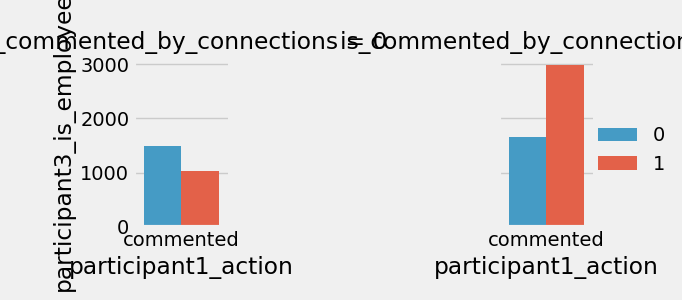 _commented_by_connections = 0
is_commented_by_connection
participant3_is_employee
3000
2000
1000
0
commented
commented
participant1_action
participant1_action
0
1